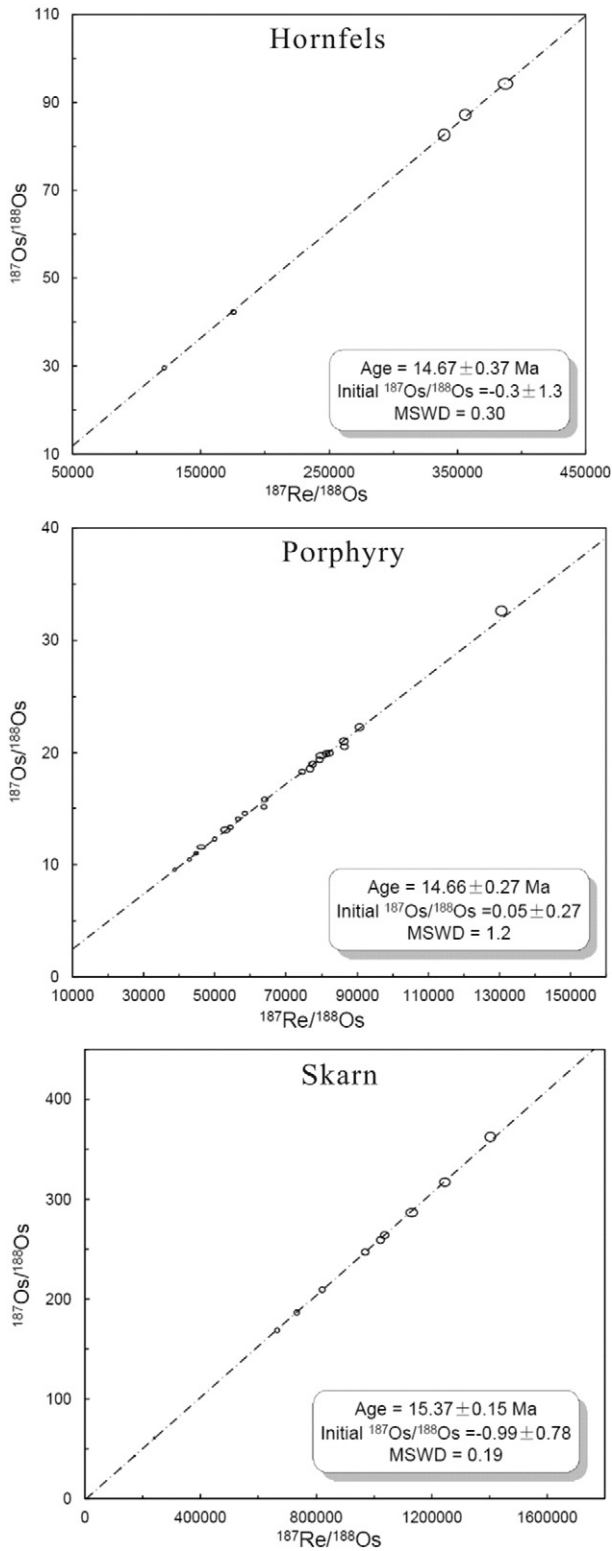 Hornfels
110
90
70
50
30
10
¹⁸⁷Os/¹⁸⁸Os
Age = 14.67±0.37 Ma
Initial ¹⁸⁷Os/¹⁸⁸Os =-0.3±1.3
MSWD = 0.30
50000 150000 250000 350000 450000
¹⁸⁷Re/¹⁸⁸Os
Porphyry
40
30
20
10
0
¹⁸⁷Os/¹⁸⁸Os
Age = 14.66±0.27 Ma
Initial ¹⁸⁷Os/¹⁸⁸Os =0.05±0.27
MSWD = 1.2
10000 30000 50000 70000 90000 110000 130000 150000
¹⁸⁷Re/¹⁸⁸Os
Skarn
400
300
200
100
0
¹⁸⁷Os/¹⁸⁸Os
Age = 15.37±0.15 Ma
Initial ¹⁸⁷Os/¹⁸⁸Os =-0.99±0.78
MSWD = 0.19
0 400000 800000 1200000 1600000
¹⁸⁷Re/¹⁸⁸Os